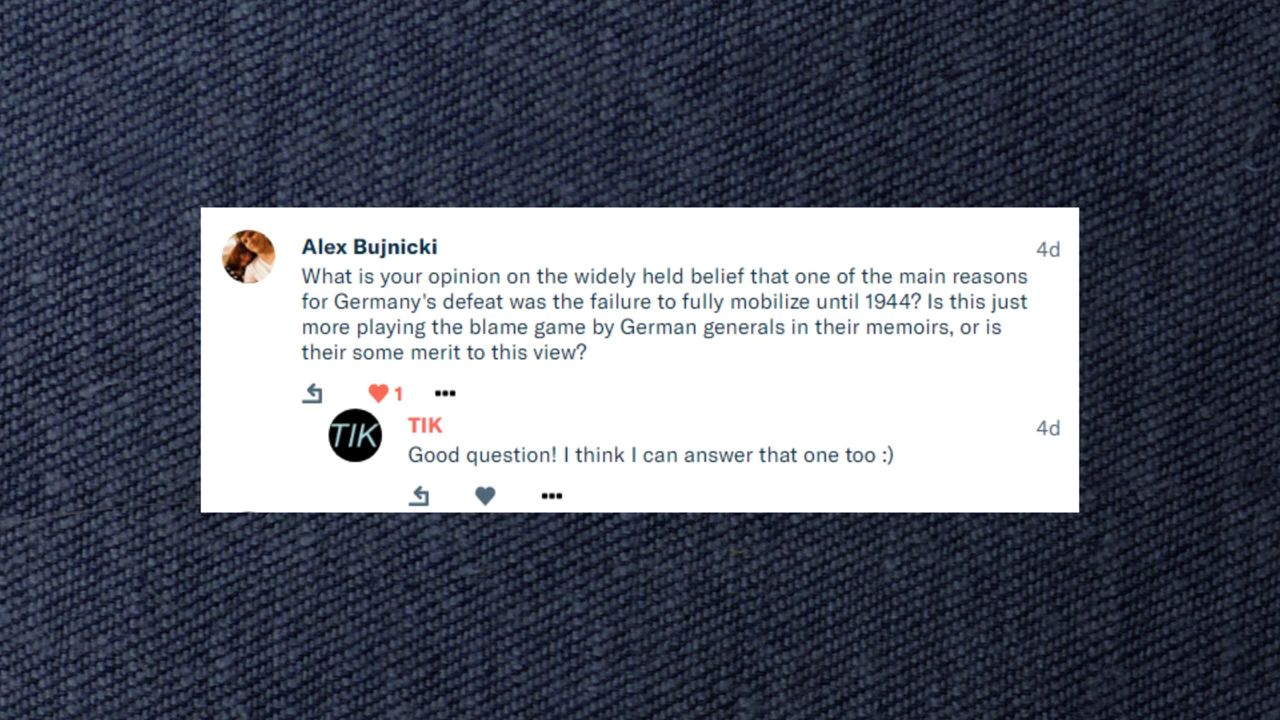 Alex Bujnicki
4d
What is your opinion on the widely held belief that one of the main reasons
for Germany's defeat was the failure to fully mobilize until 1944? Is this just
more playing the blame game by German generals in their memoirs, or is
their some merit to this view?
1
TIK
TIK
4d
Good question! I think I can answer that one too :)